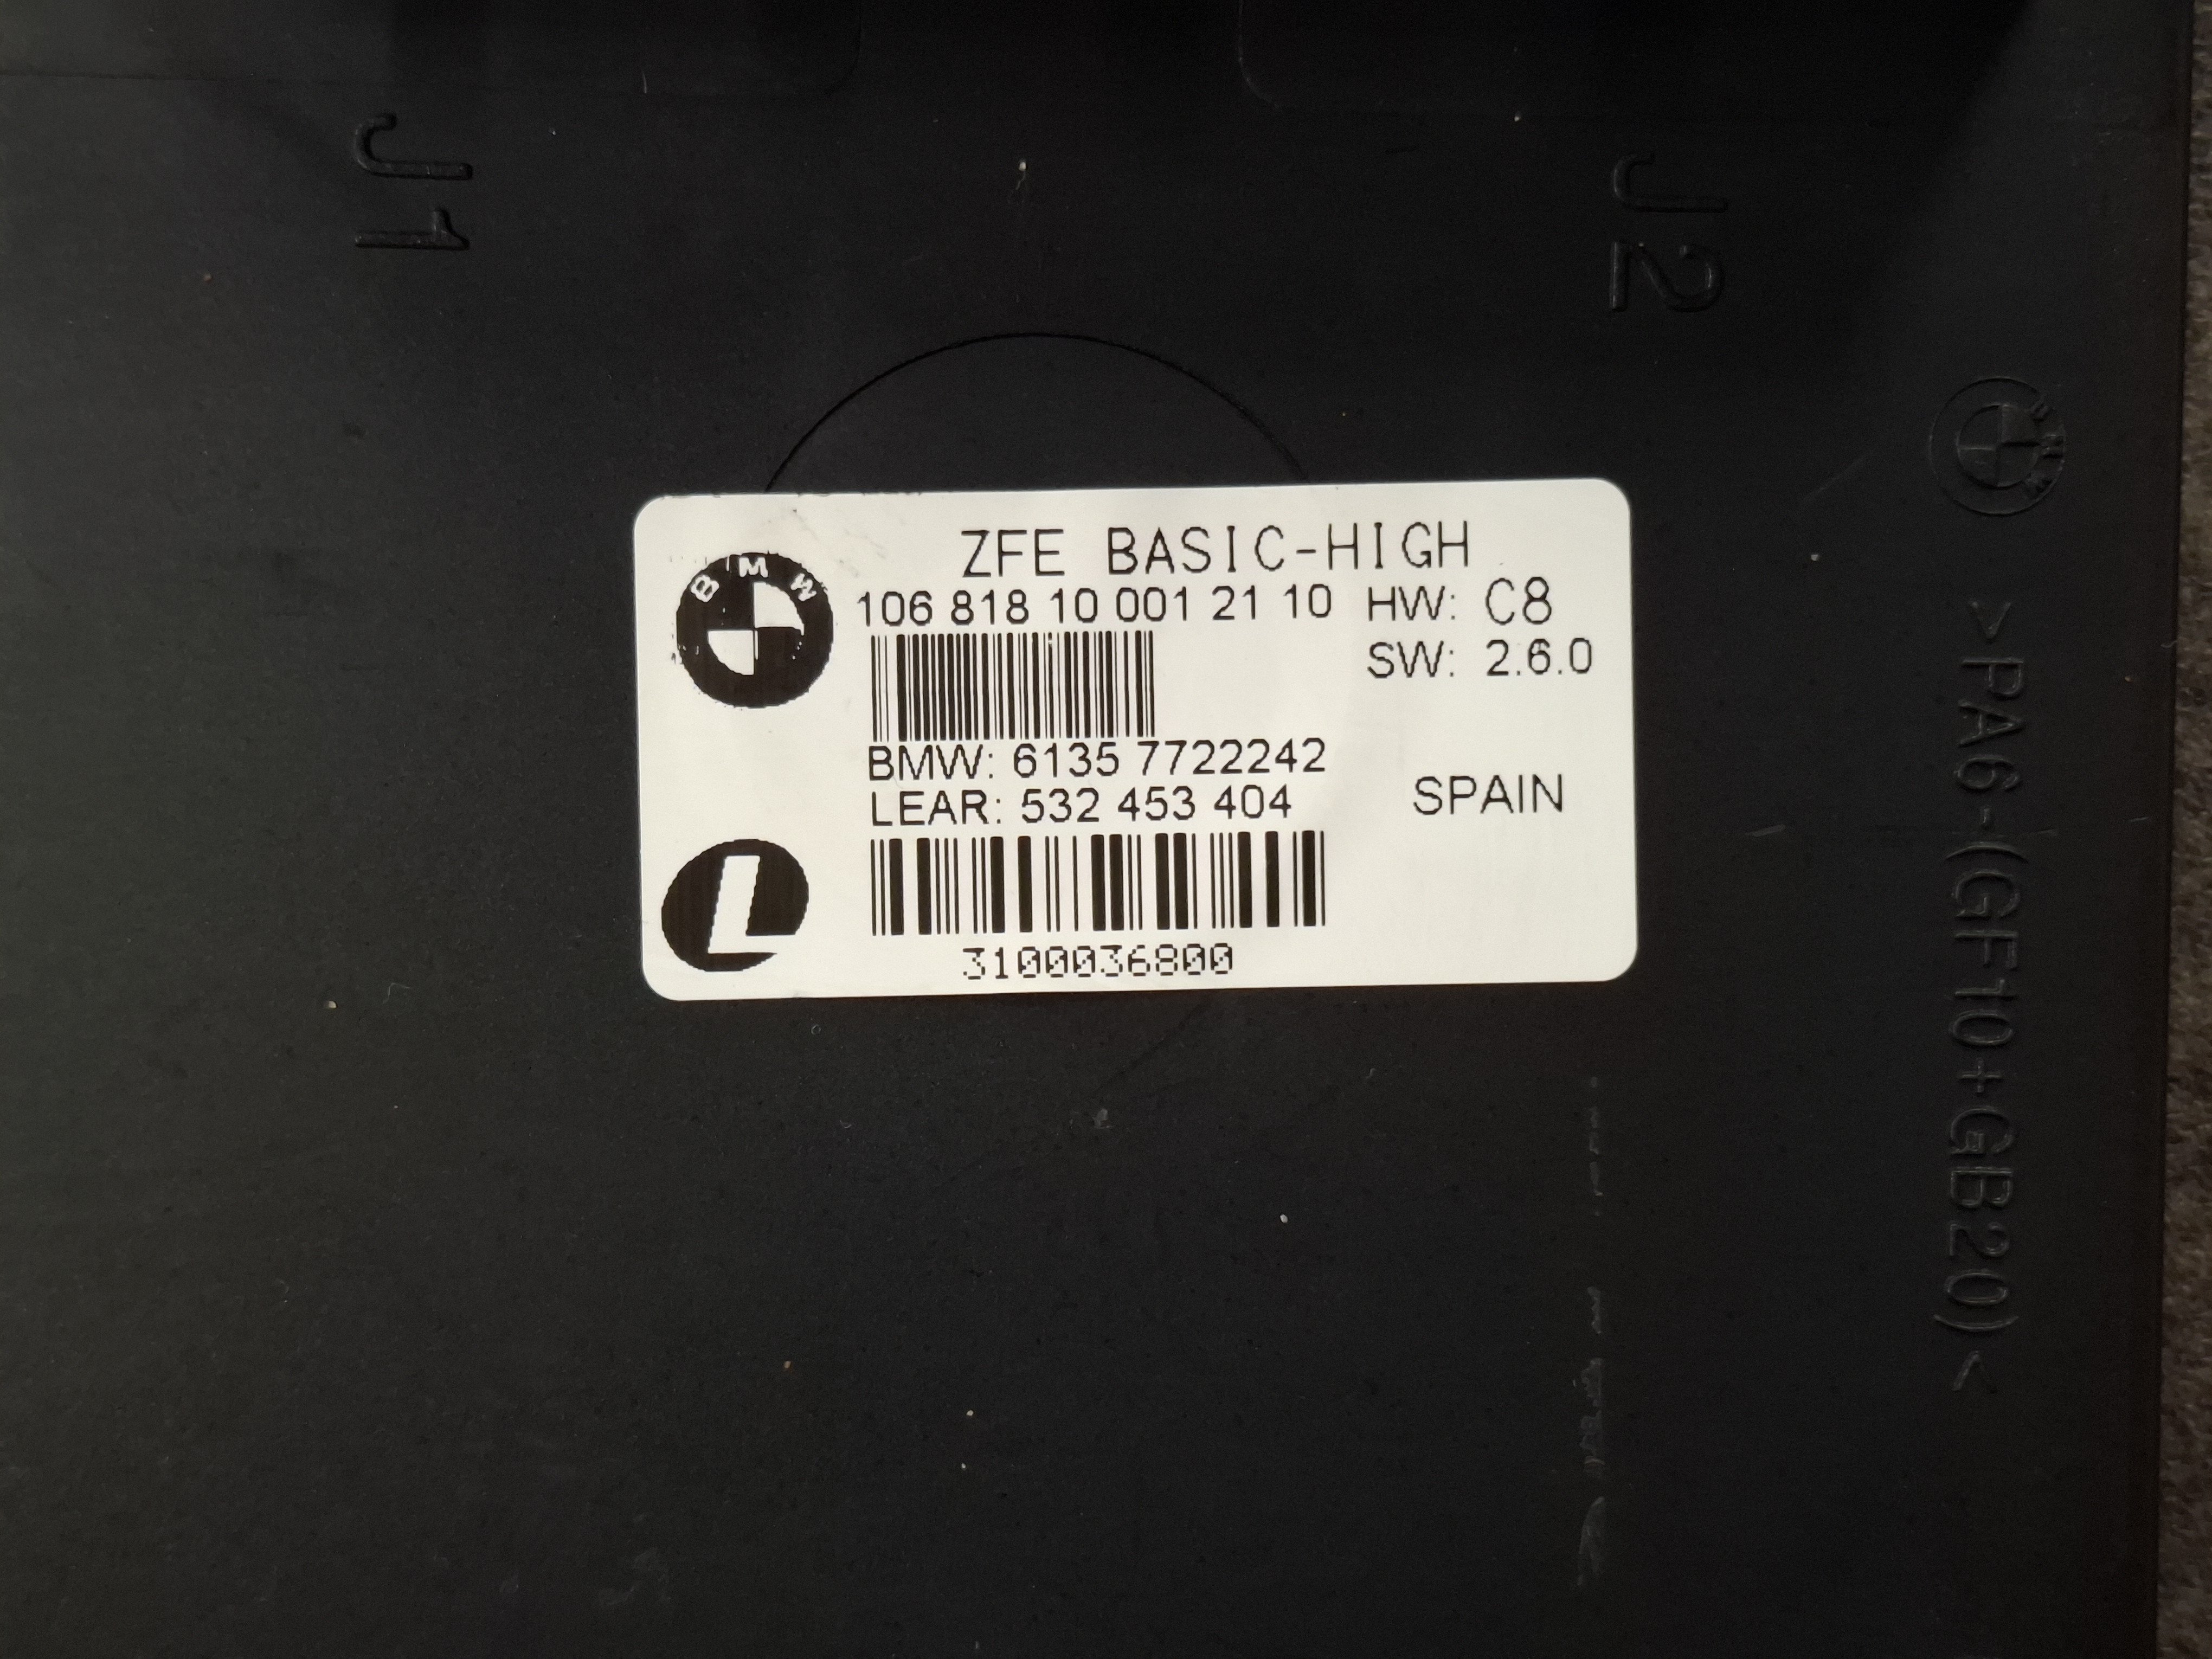 J1
J2
BMW
ZFE BASIC-HIGH
BMW
106 818 10 001 21 10 HW: C8
SW: 2.6.0
BMW: 6135 7722242
LEAR: 532 453 404
SPAIN
L
3100036800
>PA6-(GF10+GB20)<